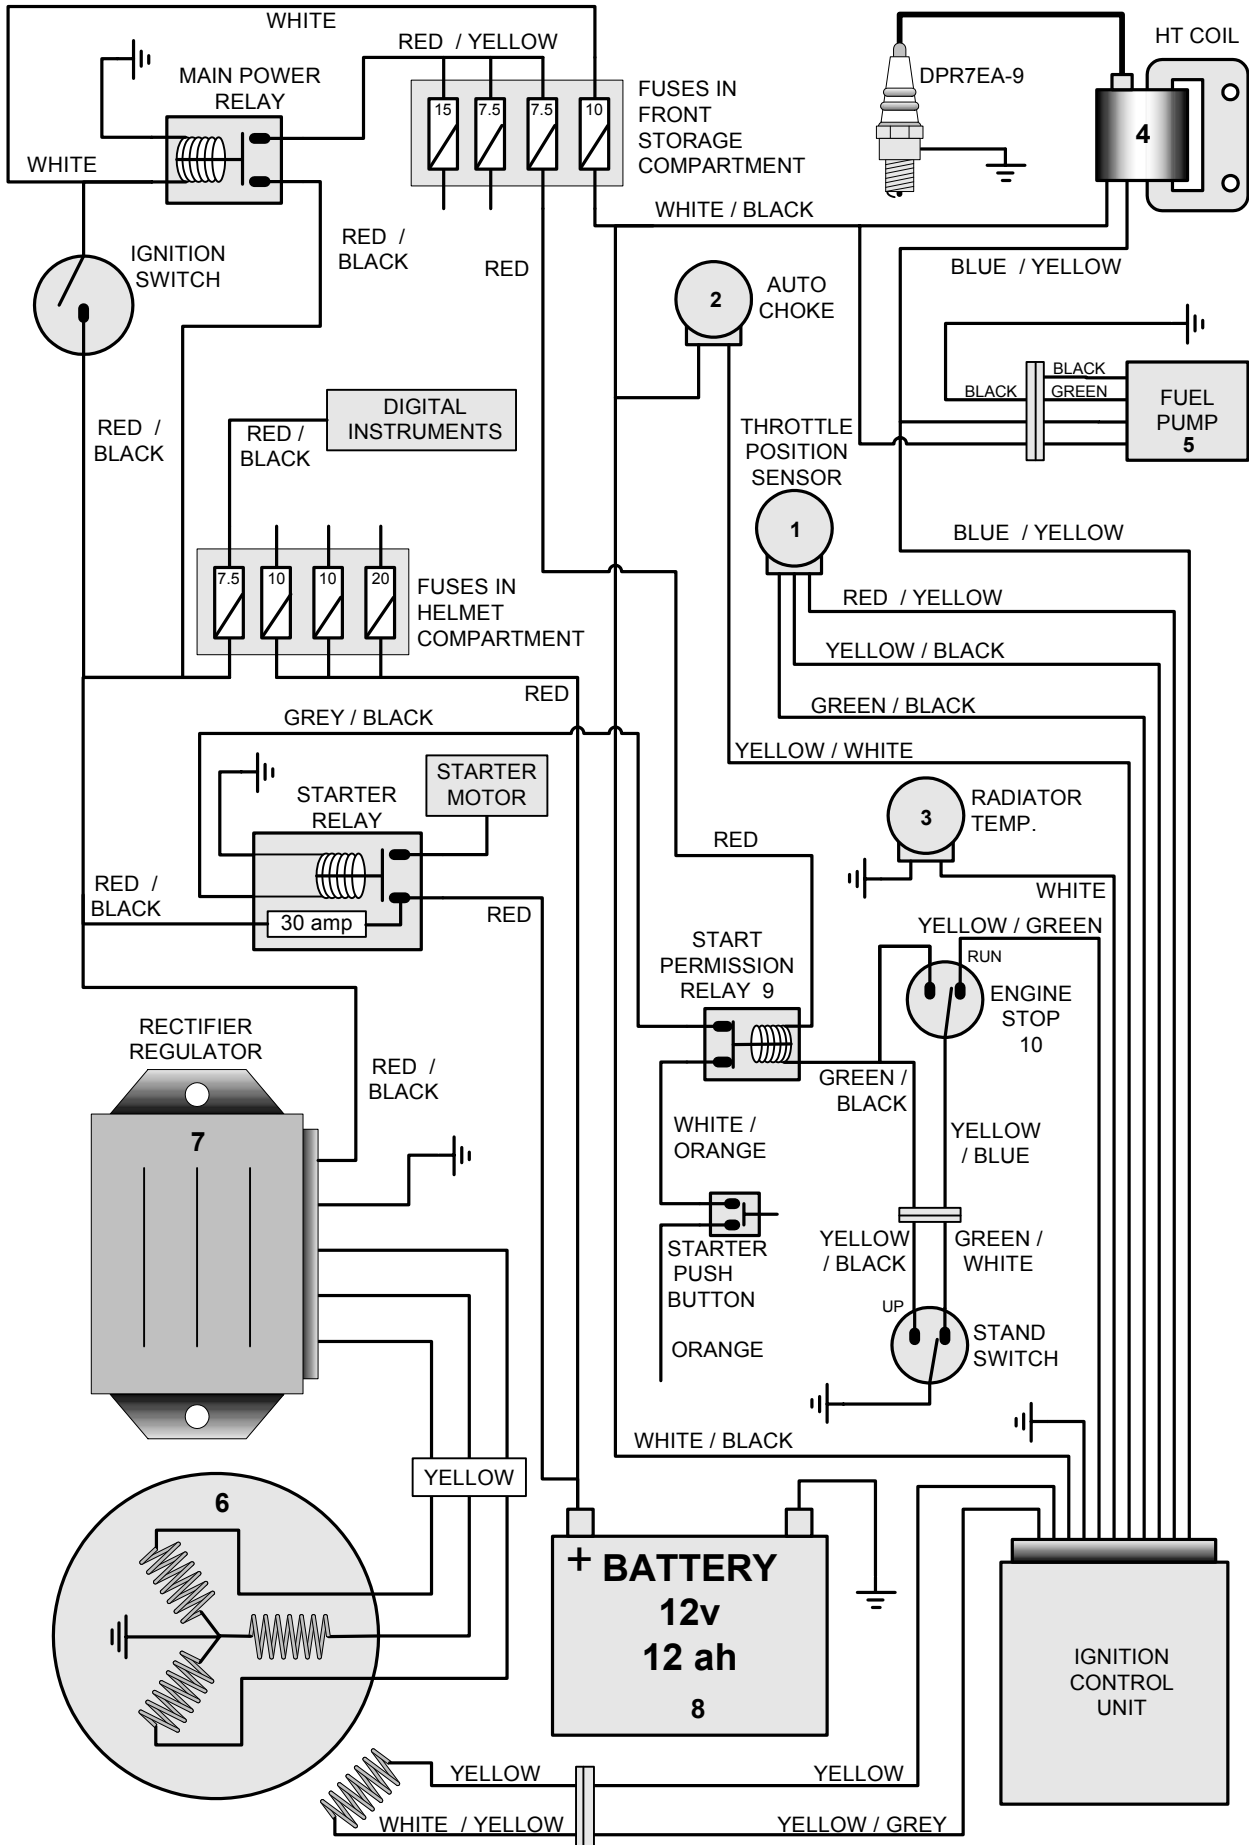 WHITE
RED / YELLOW
HT COIL
MAIN POWER
RELAY
DPR7EA-9
FUSES IN
FRONT
STORAGE
COMPARTMENT
15
7.5
7.5
10
4
WHITE
WHITE / BLACK
RED /
BLACK
IGNITION
SWITCH
RED
BLUE / YELLOW
2
AUTO
CHOKE
BLACK
BLACK
GREEN
FUEL
PUMP
5
DIGITAL
INSTRUMENTS
RED /
BLACK
RED /
BLACK
THROTTLE
POSITION
SENSOR
1
BLUE / YELLOW
7.5
10
10
20
FUSES IN
HELMET
COMPARTMENT
RED / YELLOW
YELLOW / BLACK
RED
GREEN / BLACK
GREY / BLACK
YELLOW / WHITE
STARTER
MOTOR
STARTER
RELAY
3
RADIATOR
TEMP.
RED
WHITE
RED /
BLACK
30 amp
RED
YELLOW / GREEN
START
PERMISSION
RELAY 9
RUN
ENGINE
STOP
10
RECTIFIER
REGULATOR
RED /
BLACK
GREEN /
BLACK
7
WHITE /
ORANGE
YELLOW
/ BLUE
STARTER
PUSH
BUTTON
YELLOW
/ BLACK
GREEN /
WHITE
UP
STAND
SWITCH
ORANGE
WHITE / BLACK
YELLOW
6
+ BATTERY
12v
12 ah
8
IGNITION
CONTROL
UNIT
YELLOW
YELLOW
WHITE / YELLOW
YELLOW / GREY